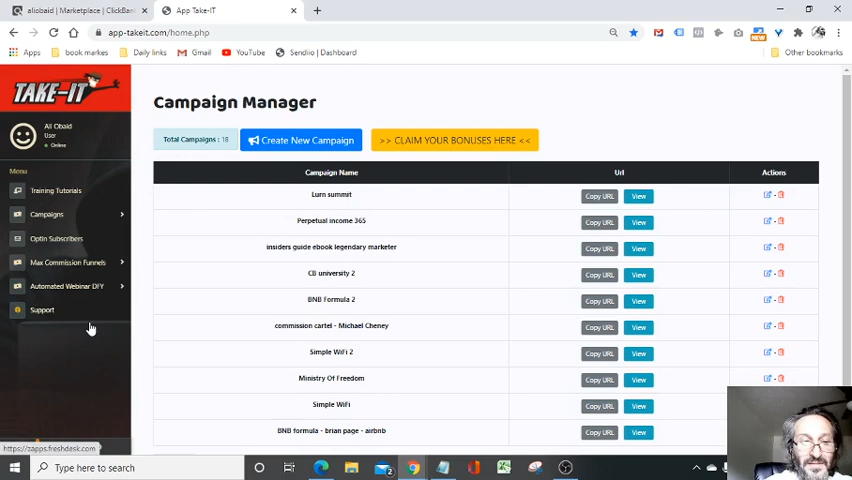 aliobaid | Marketplace | ClickBan
App Take-IT
app-takeit.com/home.php
Apps
book markes
Daily links
Gmail
YouTube
Sendiio | Dashboard
Other bookmarks
NEW
TAKE-IT
Ali Obaid
User
Online
Menu
Training Tutorials
Campaigns
Optin Subscribers
Max Commission Funnels
Automated Webinar DFY
Support
Campaign Manager
Total Campaigns : 18
Create New Campaign
>> CLAIM YOUR BONUSES HERE <<
Campaign Name Url Actions
Lurn summit Copy URL View
Perpetual income 365 Copy URL View
insiders guide ebook legendary marketer Copy URL View
CB university 2 Copy URL View
BNB Formula 2 Copy URL View
commission cartel - Michael Cheney Copy URL View
Simple WiFi 2 Copy URL View
Ministry Of Freedom Copy URL View
Simple WiFi Copy URL View
BNB formula - brian page - airbnb Copy URL View
https://zapps.freshdesk.com
Type here to search
2